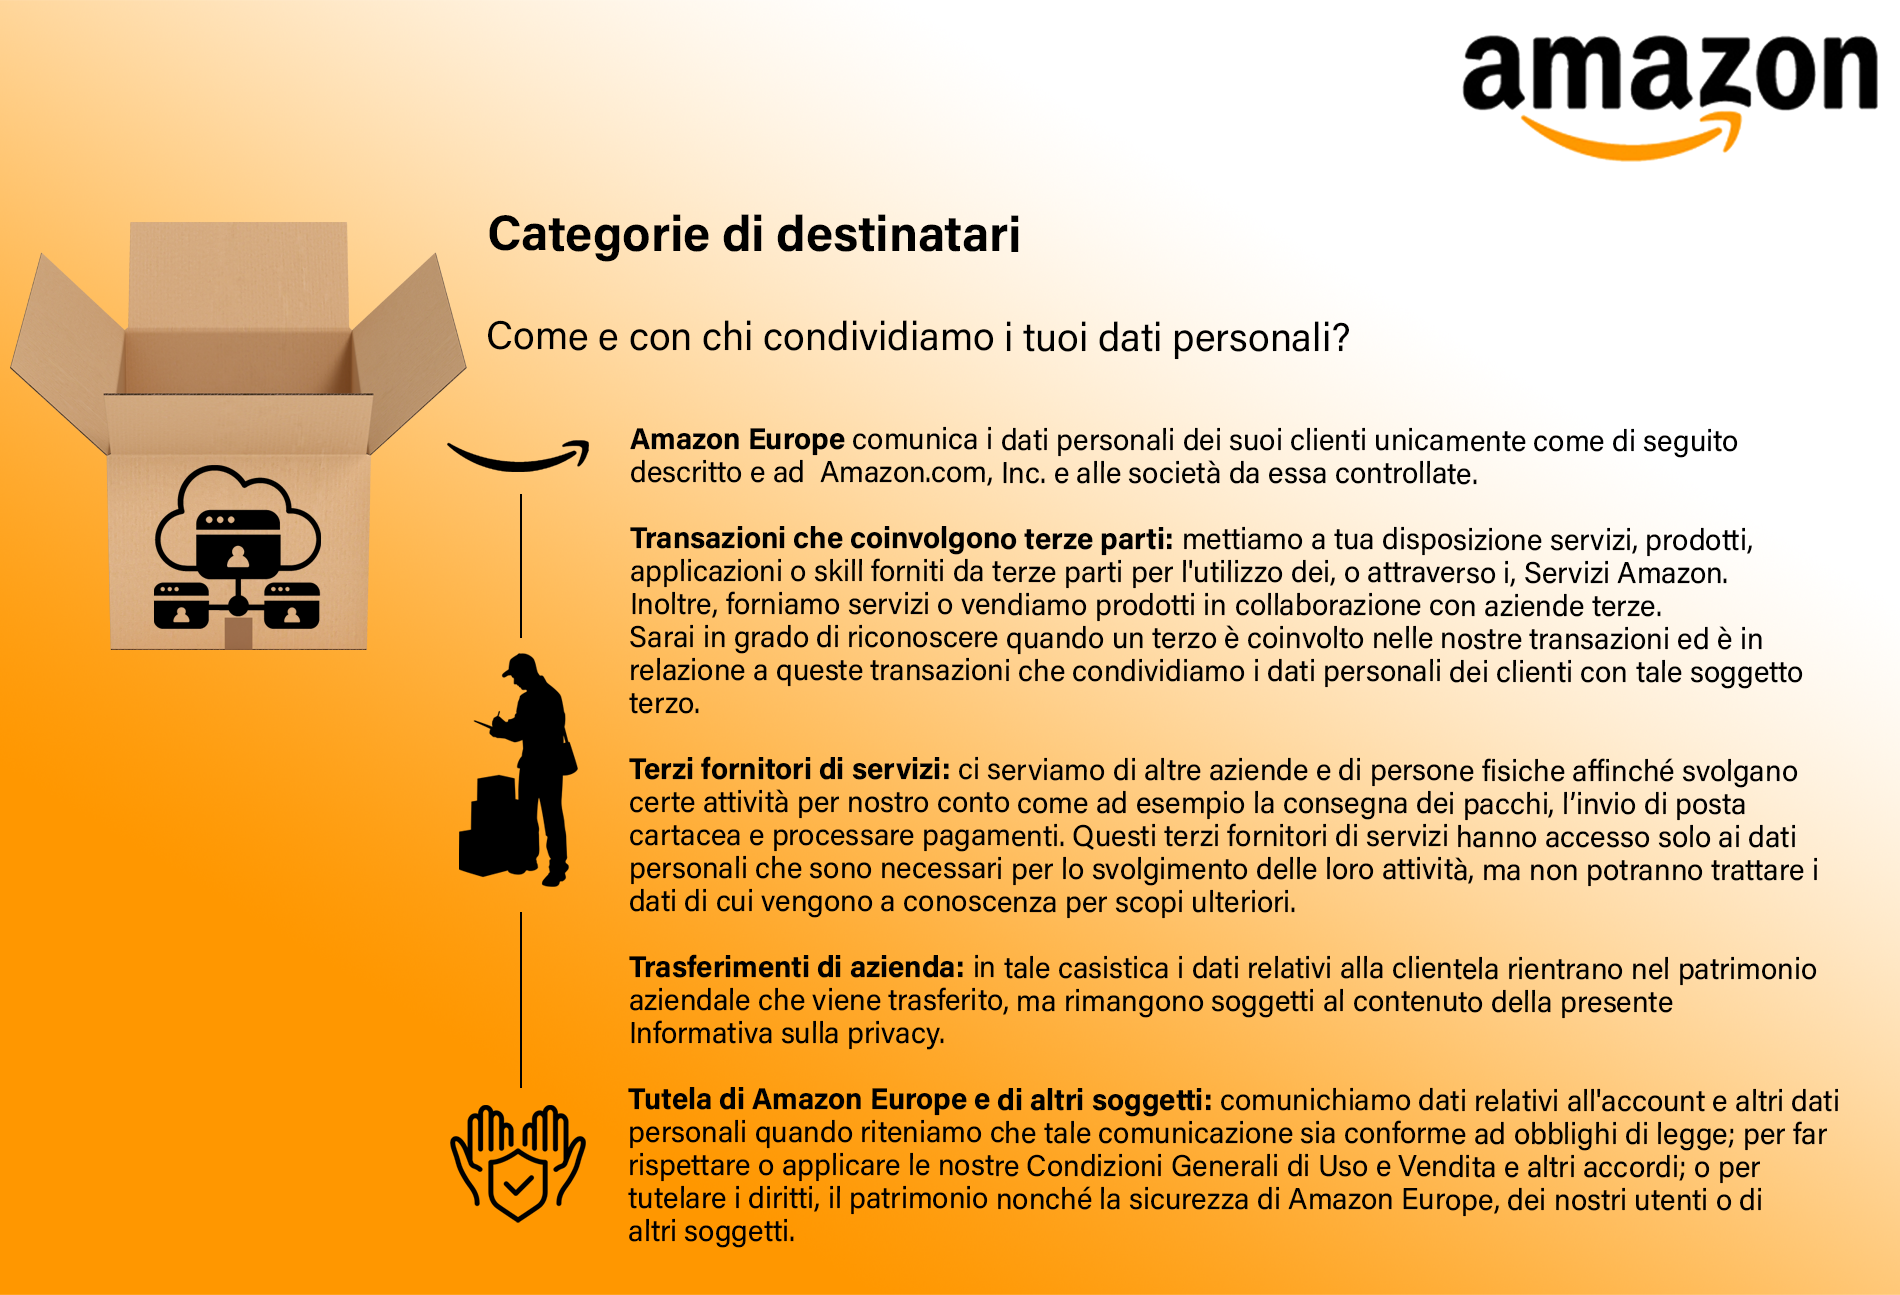 amazon
Categorie di destinatari
Come e con chi condividiamo i tuoi dati personali?
Amazon Europe comunica i dati personali dei suoi clienti unicamente come di seguito
descritto e ad Amazon.com, Inc. e alle società da essa controllate.
Transazioni che coinvolgono terze parti: mettiamo a tua disposizione servizi, prodotti,
applicazioni o skill forniti da terze parti per l'utilizzo dei, o attraverso i, Servizi Amazon.
Inoltre, forniamo servizi o vendiamo prodotti in collaborazione con aziende terze.
Sarai in grado di riconoscere quando un terzo è coinvolto nelle nostre transazioni ed è in
relazione a queste transazioni che condividiamo i dati personali dei clienti con tale soggetto
terzo.
Terzi fornitori di servizi: ci serviamo di altre aziende e di persone fisiche affinché svolgano
certe attività per nostro conto come ad esempio la consegna dei pacchi, l’invio di posta
cartacea e processare pagamenti. Questi terzi fornitori di servizi hanno accesso solo ai dati
personali che sono necessari per lo svolgimento delle loro attività, ma non potranno trattare i
dati di cui vengono a conoscenza per scopi ulteriori.
Trasferimenti di azienda: in tale casistica i dati relativi alla clientela rientrano nel patrimonio
aziendale che viene trasferito, ma rimangono soggetti al contenuto della presente
Informativa sulla privacy.
Tutela di Amazon Europe e di altri soggetti: comunichiamo dati relativi all'account e altri dati
personali quando riteniamo che tale comunicazione sia conforme ad obblighi di legge; per far
rispettare o applicare le nostre Condizioni Generali di Uso e Vendita e altri accordi; o per
tutelare i diritti, il patrimonio nonché la sicurezza di Amazon Europe, dei nostri utenti o di
altri soggetti.